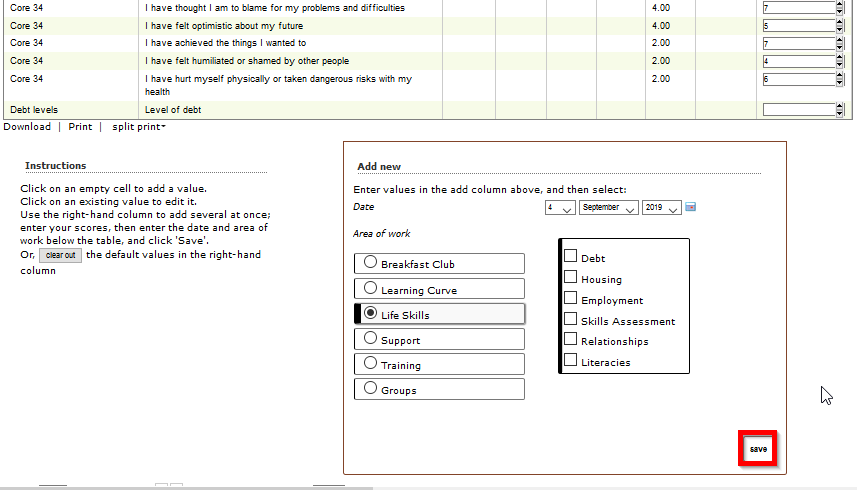 Core 34 I have thought I am to blame for my problems and difficulties 4.00 7
Core 34 I have felt optimistic about my future 4.00 5
Core 34 I have achieved the things I wanted to 2.00 7
Core 34 I have felt humiliated or shamed by other people 2.00 4
Core 34 I have hurt myself physically or taken dangerous risks with my 2.00 6
health
Debt levels Level of debt
Download | Print | split print
Instructions
Click on an empty cell to add a value.
Click on an existing value to edit it.
Use the right-hand column to add several at once;
enter your scores, then enter the date and area of
work below the table, and click 'Save'.
Or, clear out the default values in the right-hand
column
Add new
Enter values in the add column above, and then select:
Date 4 September 2019
Area of work
Breakfast Club
Learning Curve
Life Skills
Support
Training
Groups
Debt
Housing
Employment
Skills Assessment
Relationships
Literacies
save